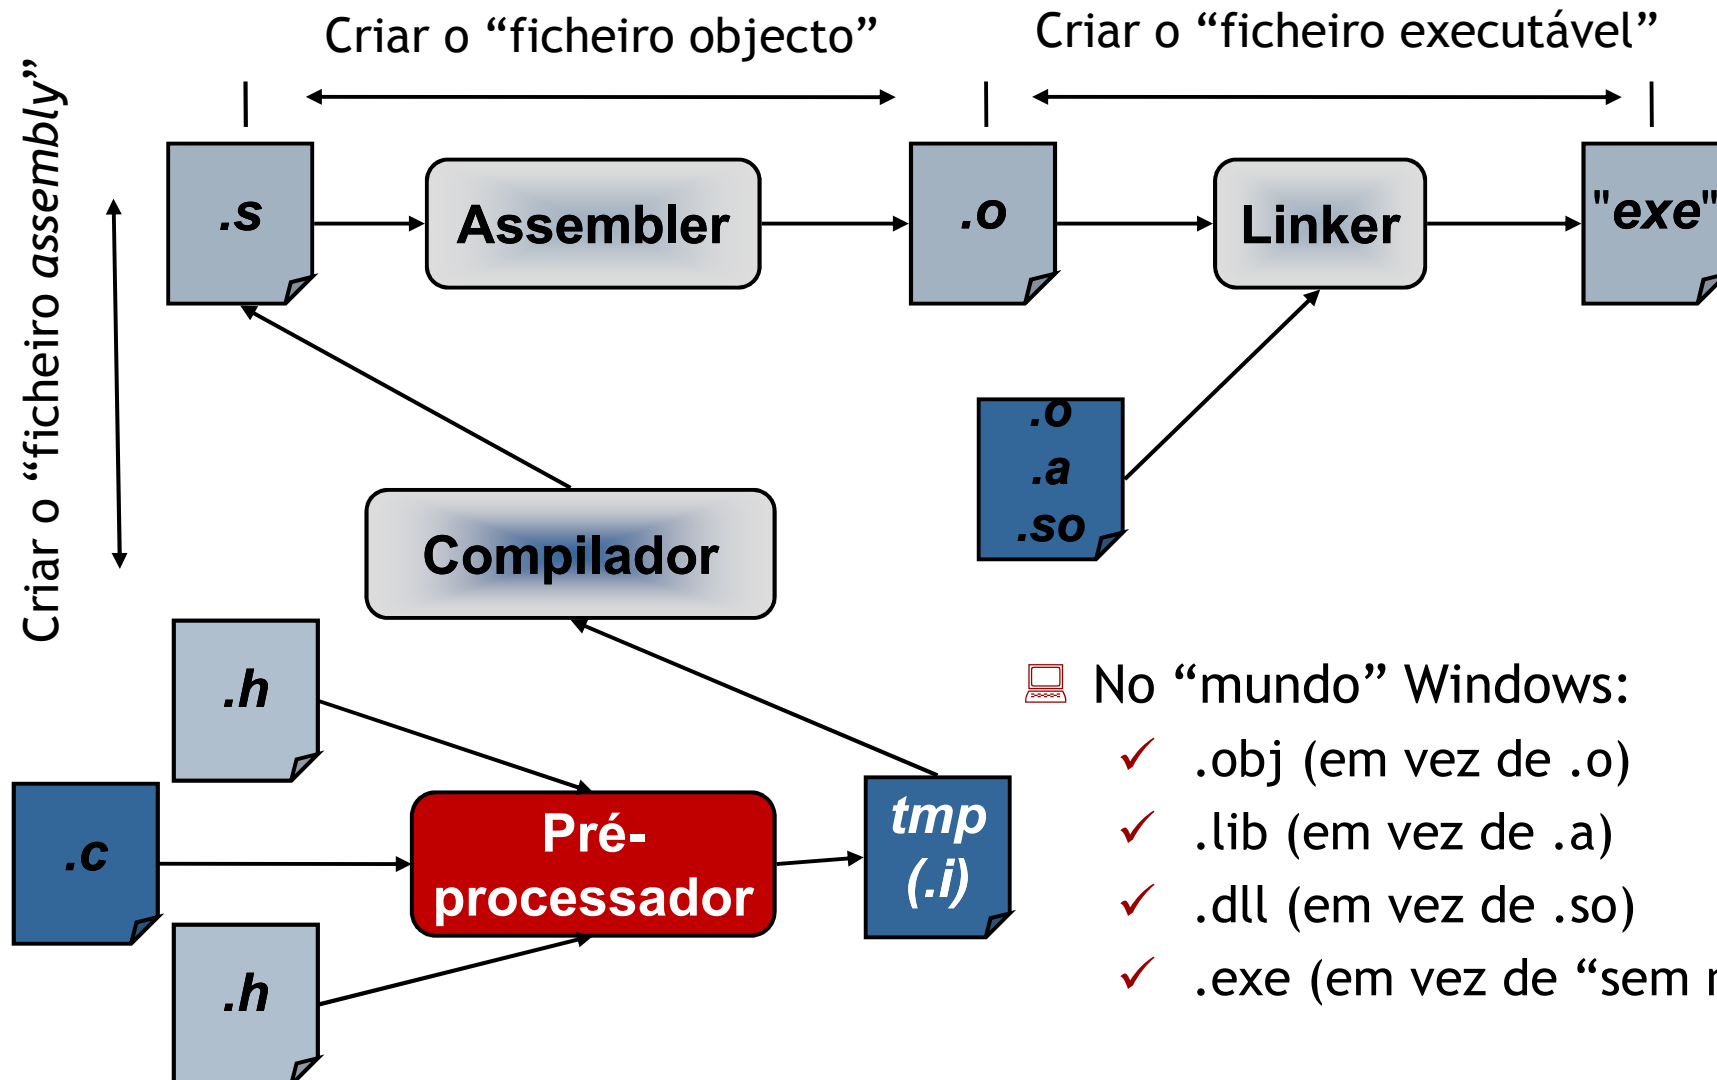 Criar o “ficheiro objecto”
Criar o “ficheiro executável”
Criar o “ficheiro assembly”
.s
Assembler
.o
Linker
"exe"
.o
.a
.so
Compilador
.h
.c
Pré-
processador
tmp
(.i)
.h
No “mundo” Windows:
.obj (em vez de .o)
.lib (em vez de .a)
.dll (em vez de .so)
.exe (em vez de “sem